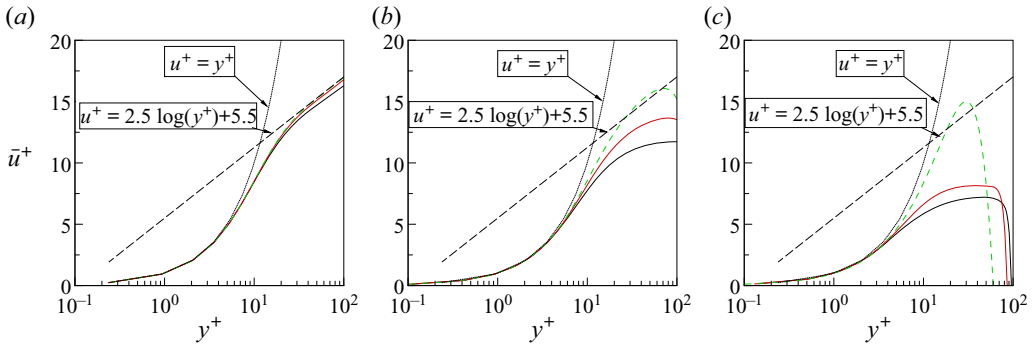 (a) (b) (c)
20 20 20
u⁺ = y⁺ u⁺ = y⁺ u⁺ = y⁺
15 15 15
u⁺ = 2.5 log(y⁺)+5.5 u⁺ = 2.5 log(y⁺)+5.5 u⁺ = 2.5 log(y⁺)+5.5
ū⁺ 10 10 10
5 5 5
0 0 0
10⁻¹ 10⁰ 10¹ 10² 10⁻¹ 10⁰ 10¹ 10² 10⁻¹ 10⁰ 10¹ 10²
y⁺ y⁺ y⁺